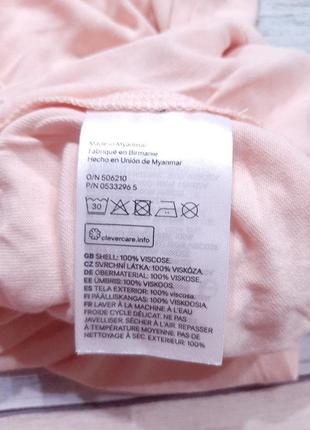 Made in Myanmar
Fabriqué en Birmanie
Hecho en Unión de Myanmar
O/N 506210
P/N 0533296 5
30
clevercare.info
GB SHELL: 100% VISCOSE.
CZ SVRCHNÍ LÁTKA: 100% VISKÓZA.
DE OBERMATERIAL: 100% VISKOSE.
EE ÜMBRIS: 100% VISKOOS.
ES TELA EXTERIOR: 100% viscosa.
FI PÄÄLLISKANGAS: 100% VISKOOSIA
FR LAVER À LA MACHINE À L'EAU
FROIDE CYCLE DÉLICAT. NE PAS
JAVELLISER. SÉCHER À L'AIR. REPASSER
À TEMPÉRATURE MOYENNE. PAS DE
NETTOYAGE À SEC. EXTÉRIEUR: 100%